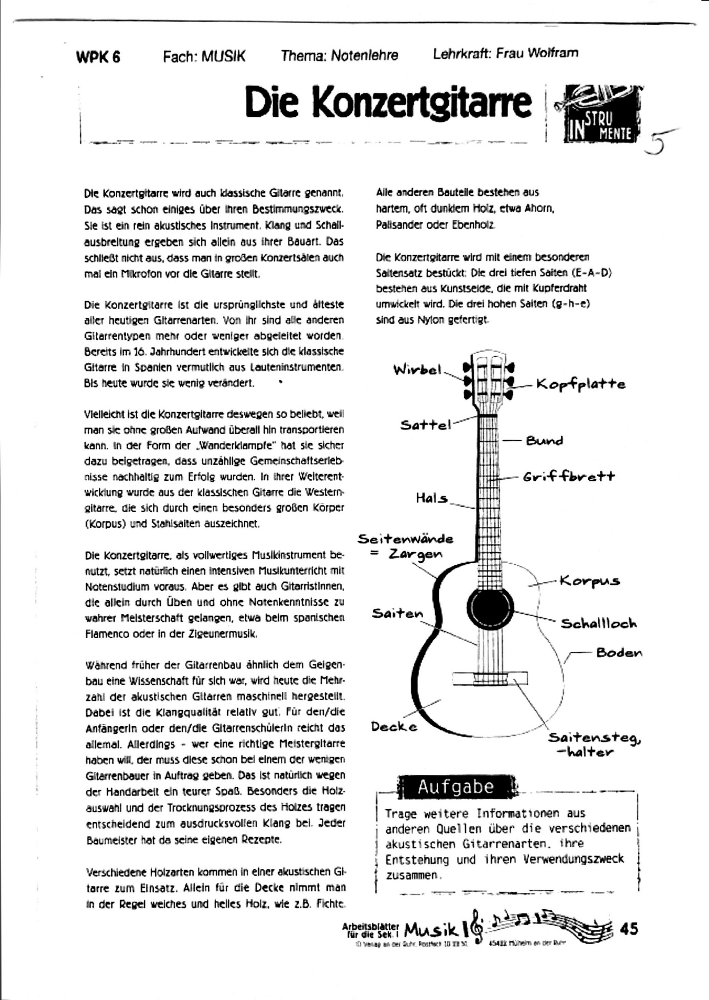 WPK 6 Fach: MUSIK Thema: Notenlehre Lehrkraft: Frau Wolfram
Die Konzertgitarre
INSTRUMENTE
5
Die Konzertgitarre wird auch klassische Gitarre genannt.
Das sagt schon einiges über ihren Bestimmungszweck.
Sie ist ein rein akustisches Instrument. Klang und Schall-
ausbreitung ergeben sich allein aus ihrer Bauart. Das
schließt nicht aus, dass man in großen Konzertsälen auch
mal ein Mikrofon vor die Gitarre stellt.
Die Konzertgitarre ist die ursprünglichste und älteste
aller heutigen Gitarrenarten. Von ihr sind alle anderen
Gitarrentypen mehr oder weniger abgeleitet worden.
Bereits im 16. Jahrhundert entwickelte sich die klassische
Gitarre in Spanien vermutlich aus Lauteninstrumenten.
Bis heute wurde sie wenig verändert.
Vielleicht ist die Konzertgitarre deswegen so beliebt, weil
man sie ohne großen Aufwand überall hin transportieren
kann. In der Form der „Wanderklampfe" hat sie sicher
dazu beigetragen, dass unzählige Gemeinschaftserleb-
nisse nachhaltig zum Erfolg wurden. In ihrer Weiterent-
wicklung wurde aus der klassischen Gitarre die Western-
gitarre, die sich durch einen besonders großen Körper
(Korpus) und Stahlsaiten auszeichnet.
Die Konzertgitarre, als vollwertiges Musikinstrument be-
nutzt, setzt natürlich einen intensiven Musikunterricht mit
Notenstudium voraus. Aber es gibt auch GitarristInnen,
die allein durch Üben und ohne Notenkenntnisse zu
wahrer Meisterschaft gelangen, etwa beim spanischen
Flamenco oder in der Zigeunermusik.
Während früher der Gitarrenbau ähnlich dem Geigen-
bau eine Wissenschaft für sich war, wird heute die Mehr-
zahl der akustischen Gitarren maschinell hergestellt.
Dabei ist die Klangqualität relativ gut. Für den/die
AnfängerIn oder den/die GitarrenschülerIn reicht das
allemal. Allerdings - wer eine richtige Meistergitarre
haben will, der muss diese schon bei einem der wenigen
Gitarrenbauer in Auftrag geben. Das ist natürlich wegen
der Handarbeit ein teurer Spaß. Besonders die Holz-
auswahl und der Trocknungsprozess des Holzes tragen
entscheidend zum ausdrucksvollen Klang bei. Jeder
Baumeister hat da seine eigenen Rezepte.
Verschiedene Holzarten kommen in einer akustischen Gi-
tarre zum Einsatz. Allein für die Decke nimmt man
in der Regel weiches und helles Holz, wie z.B. Fichte.
Alle anderen Bauteile bestehen aus
hartem, oft dunklem Holz, etwa Ahorn,
Palisander oder Ebenholz.
Die Konzertgitarre wird mit einem besonderen
Saitensatz bestückt: Die drei tiefen Saiten (E-A-D)
bestehen aus Kunstseide, die mit Kupferdraht
umwickelt wird. Die drei hohen Saiten (g-h-e)
sind aus Nylon gefertigt.
Wirbel
Kopfplatte
Sattel
Bund
Griffbrett
Hals
Seitenwände
= Zargen
Korpus
Saiten
Schallloch
Boden
Decke
Saitensteg,
-halter
Aufgabe
Trage weitere Informationen aus
anderen Quellen über die verschiedenen
akustischen Gitarrenarten, ihre
Entstehung und ihren Verwendungszweck
zusammen.
Arbeitsblätter
für die Sek. I
Musik
45
© Verlag an der Ruhr, Postfach 45422 Mülheim an der Ruhr